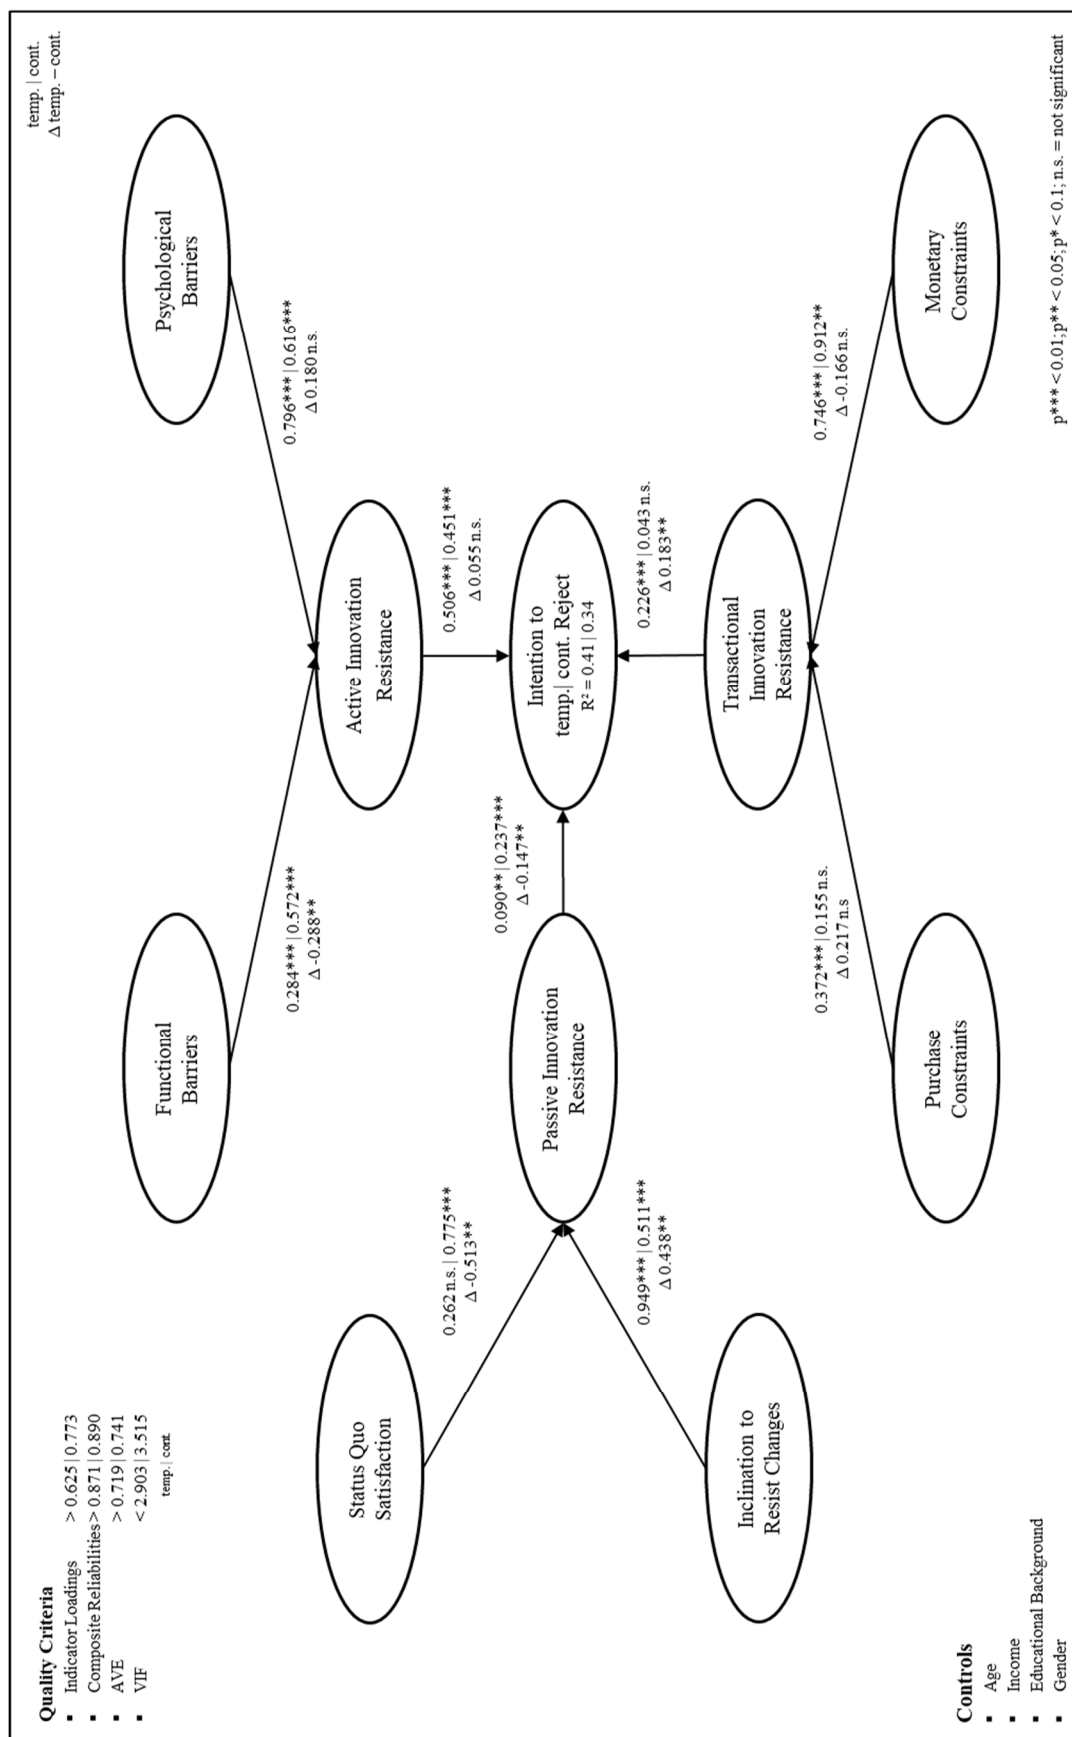 Quality Criteria
▪ Indicator Loadings > 0.625 | 0.773
▪ Composite Reliabilities > 0.871 | 0.890
▪ AVE > 0.719 | 0.741
▪ VIF < 2.903 | 3.515
temp. | cont.
temp. | cont.
Δ temp. – cont.
Functional
Barriers
Psychological
Barriers
0.284*** | 0.572***
Δ -0.288**
0.796*** | 0.616***
Δ 0.180 n.s.
Status Quo
Satisfaction
Active Innovation
Resistance
0.262 n.s. | 0.775***
Δ -0.513**
0.506*** | 0.451***
Δ 0.055 n.s.
0.090** | 0.237***
Δ -0.147**
Passive Innovation
Resistance
Intention to
temp.| cont. Reject
R² = 0.41 | 0.34
0.949*** | 0.511***
Δ 0.438**
0.226*** | 0.043 n.s.
Δ 0.183**
Inclination to
Resist Changes
Transactional
Innovation
Resistance
0.372*** | 0.155 n.s.
Δ 0.217 n.s
0.746*** | 0.912**
Δ -0.166 n.s.
Purchase
Constraints
Monetary
Constraints
Controls
▪ Age
▪ Income
▪ Educational Background
▪ Gender
p*** < 0.01; p** < 0.05; p* < 0.1; n.s. = not significant